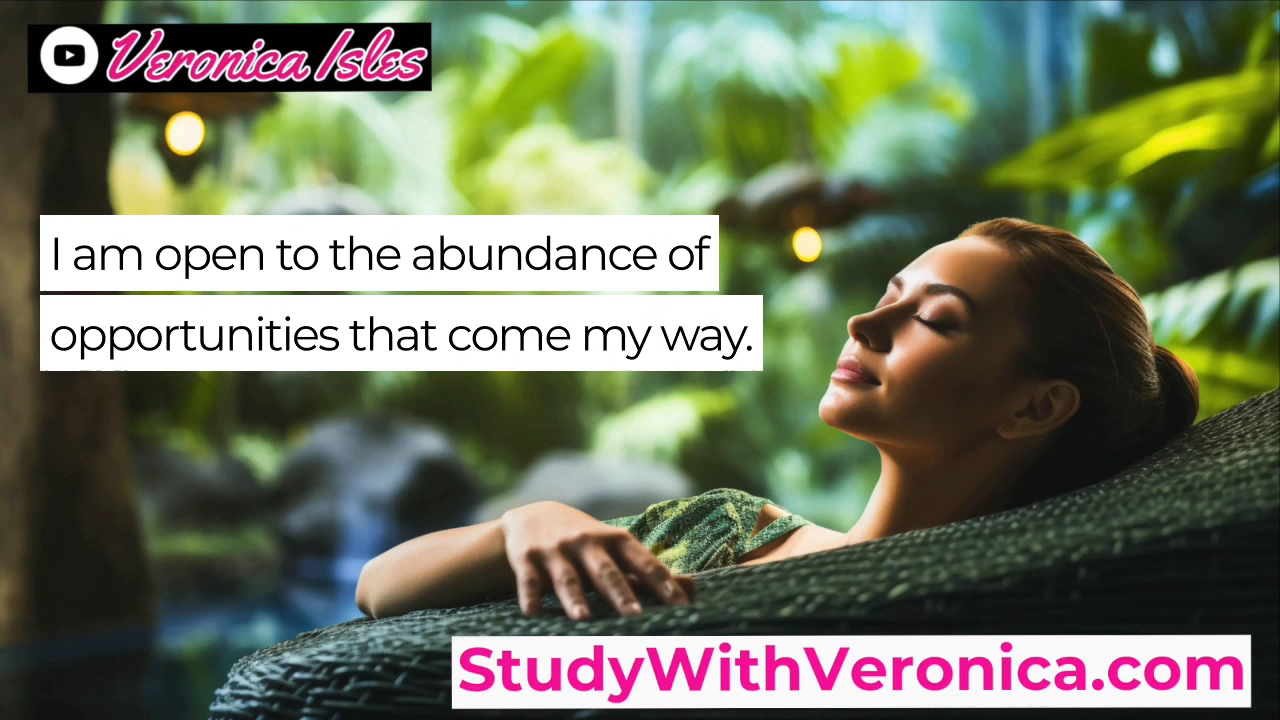 Veronica Isles
I am open to the abundance of
opportunities that come my way.
StudyWithVeronica.com